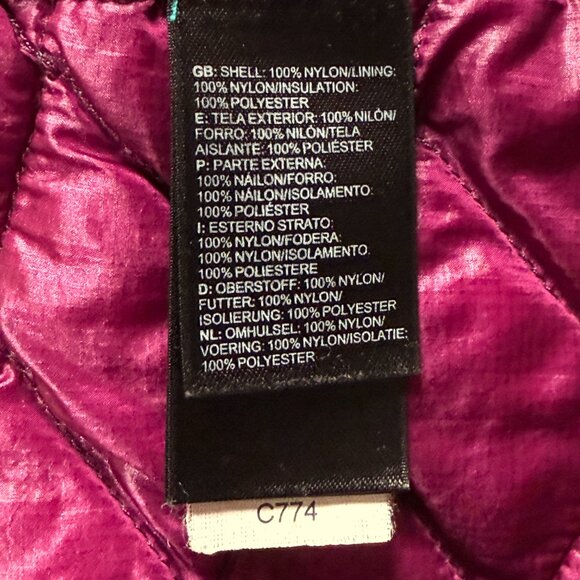 GB: SHELL: 100% NYLON/LINING:
100% NYLON/INSULATION:
100% POLYESTER
E: TELA EXTERIOR: 100% NILÓN/
FORRO: 100% NILÓN/TELA
AISLANTE: 100% POLIÉSTER
P: PARTE EXTERNA:
100% NÁILON/FORRO:
100% NÁILON/ISOLAMENTO:
100% POLIÉSTER
I: ESTERNO STRATO:
100% NYLON/FODERA:
100% NYLON/ISOLAMENTO:
100% POLIESTERE
D: OBERSTOFF: 100% NYLON/
FUTTER: 100% NYLON/
ISOLIERUNG: 100% POLYESTER
NL: OMHULSEL: 100% NYLON/
VOERING: 100% NYLON/ISOLATIE:
100% POLYESTER
C774